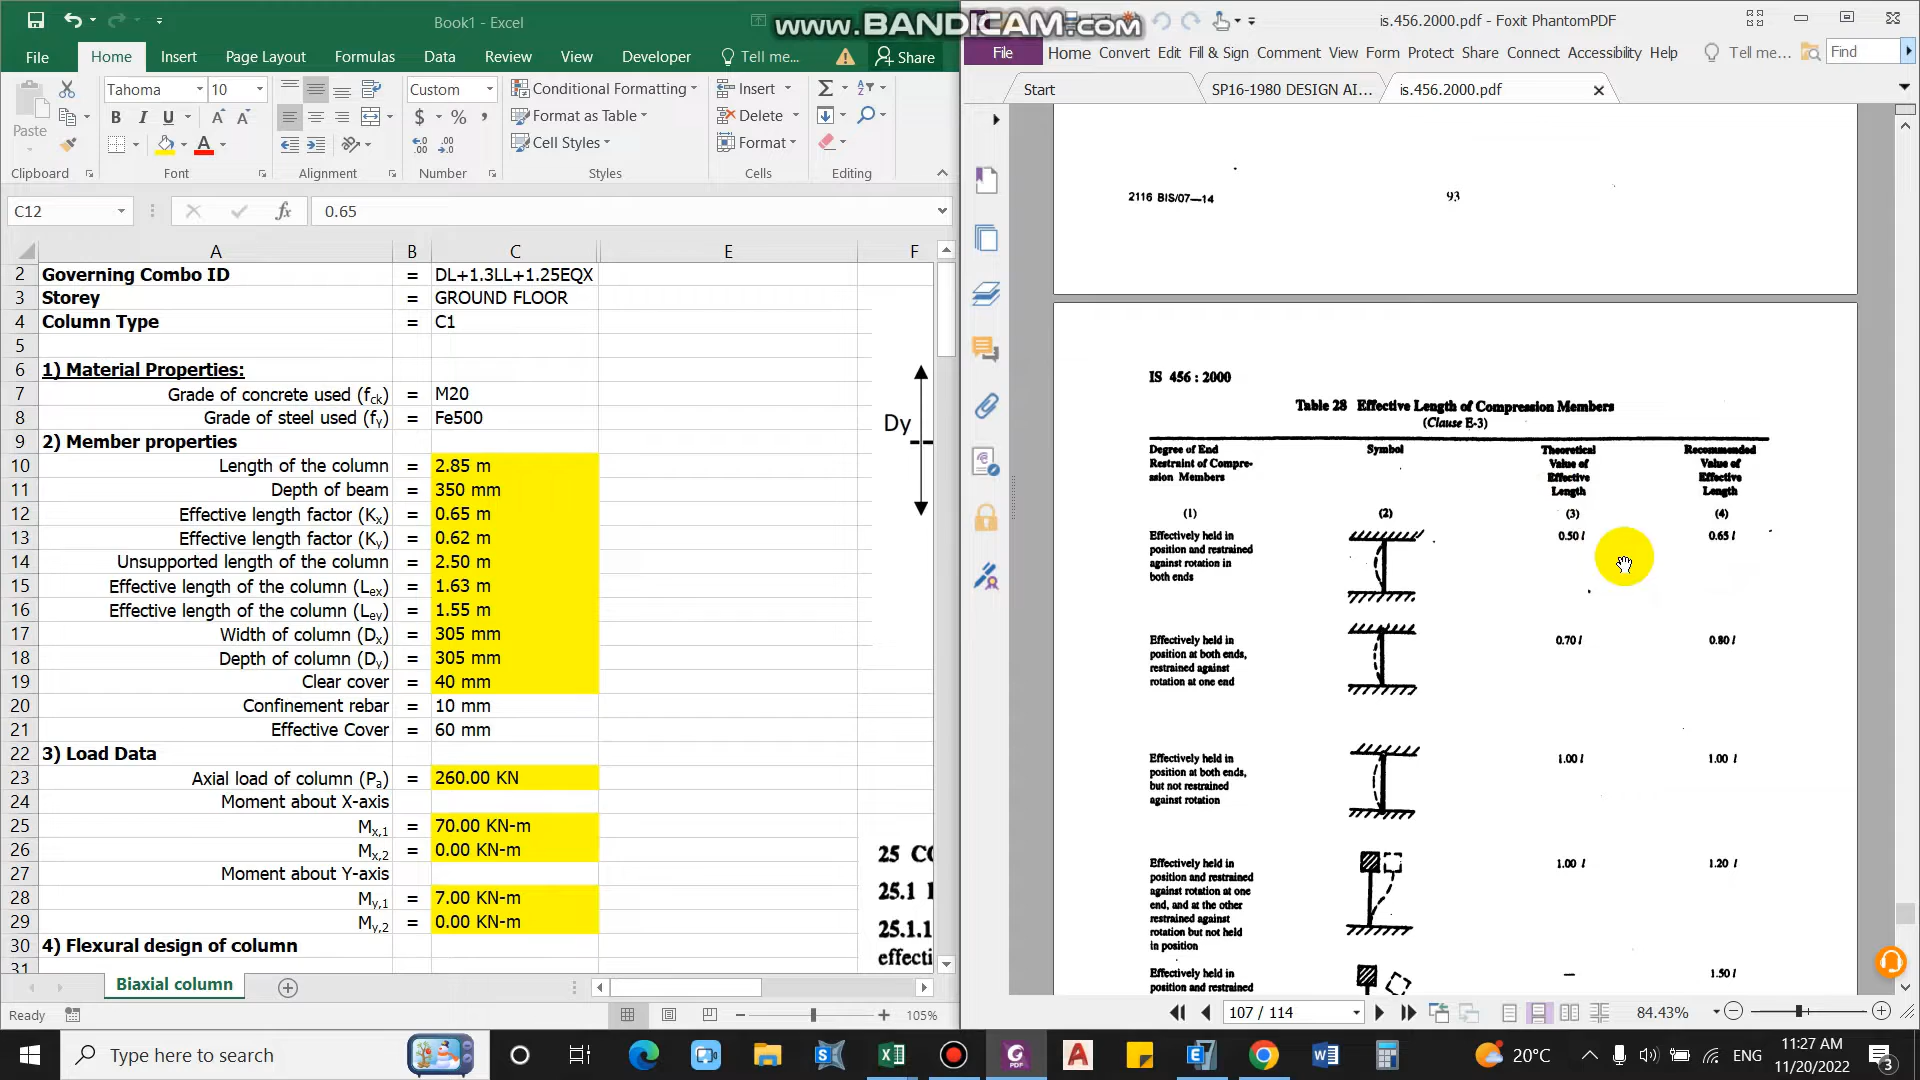 Book1 - Excel
www.BANDICAM.com
is.456.2000.pdf - Foxit PhantomPDF
File Home Insert Page Layout Formulas Data Review View Developer Tell me... Share
File Home Convert Edit Fill & Sign Comment View Form Protect Share Connect Accessibility Help Tell me... Find
Start SP16-1980 DESIGN AI... is.456.2000.pdf
Paste Tahoma 10 Custom Conditional Formatting Insert
B I U $ % Format as Table Delete
A Cell Styles Format
Clipboard Font Alignment Number Styles Cells Editing
C12 fx 0.65
A B C E F
2 Governing Combo ID = DL+1.3LL+1.25EQX
3 Storey = GROUND FLOOR
4 Column Type = C1
5
6 1) Material Properties:
7 Grade of concrete used (fck) = M20
8 Grade of steel used (fy) = Fe500
9 2) Member properties
10 Length of the column = 2.85 m
11 Depth of beam = 350 mm
12 Effective length factor (Kx) = 0.65 m
13 Effective length factor (Ky) = 0.62 m
14 Unsupported length of the column = 2.50 m
15 Effective length of the column (Lex) = 1.63 m
16 Effective length of the column (Ley) = 1.55 m
17 Width of column (Dx) = 305 mm
18 Depth of column (Dy) = 305 mm
19 Clear cover = 40 mm
20 Confinement rebar = 10 mm
21 Effective Cover = 60 mm
22 3) Load Data
23 Axial load of column (Pa) = 260.00 KN
24 Moment about X-axis
25 Mx,1 = 70.00 KN-m
26 Mx,2 = 0.00 KN-m
27 Moment about Y-axis
28 My,1 = 7.00 KN-m
29 My,2 = 0.00 KN-m
30 4) Flexural design of column
31
Dy
25 CO
25.1
25.1.1
effecti
Biaxial column
Ready 105%
2116 BIS/07—14 93
IS 456 : 2000
Table 28 Effective Length of Compression Members
(Clause E-3)
Degree of End Restraint of Compre- ssion Members
Symbol
Theoretical Value of Effective Length
Recommended Value of Effective Length
(1) (2) (3) (4)
Effectively held in position and restrained against rotation in both ends
0.50 l 0.65 l
Effectively held in position at both ends, restrained against rotation at one end
0.70 l 0.80 l
Effectively held in position at both ends, but not restrained against rotation
1.00 l 1.00 l
Effectively held in position and restrained against rotation at one end, and at the other restrained against rotation but not held in position
1.00 l 1.20 l
Effectively held in position and restrained
— 1.50 l
107 / 114 84.43%
Type here to search
20°C ENG 11:27 AM
11/20/2022 3